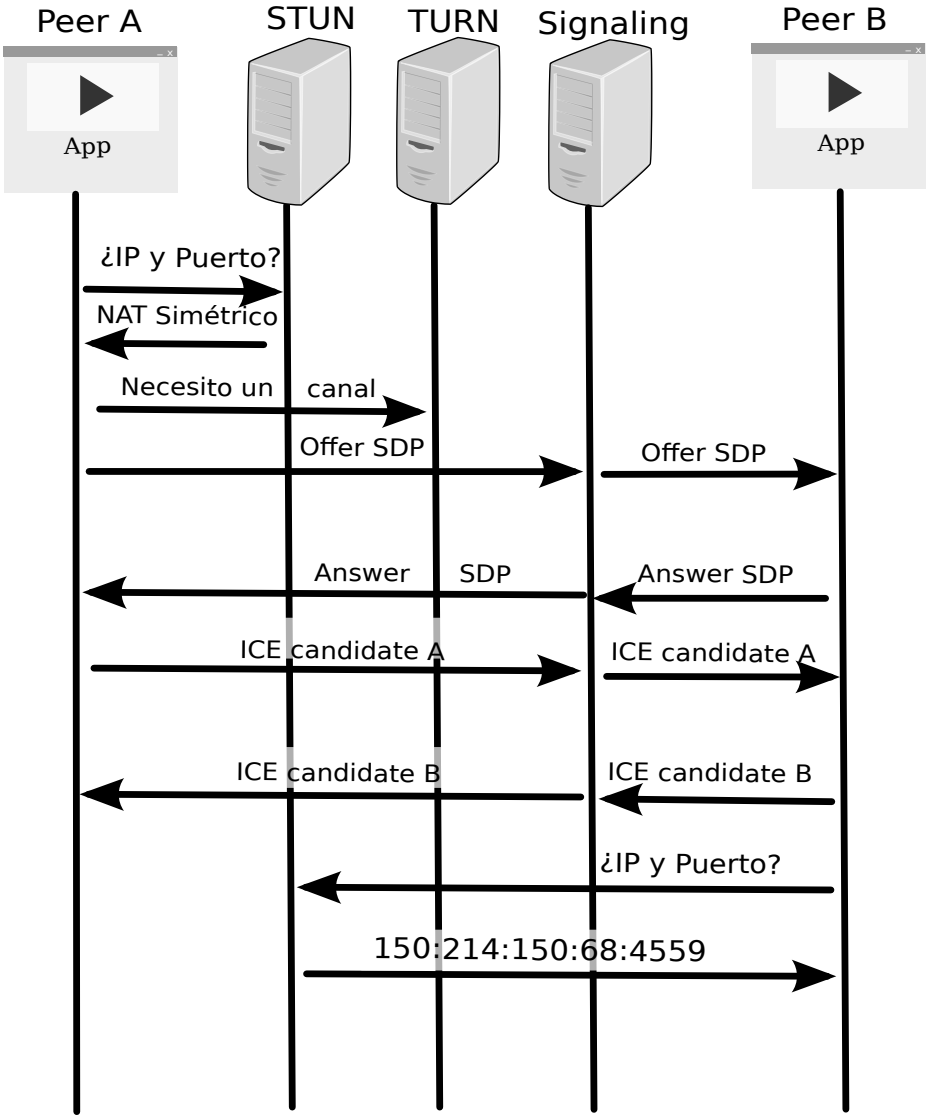 Peer A
STUN
TURN
Signaling
Peer B
App
App
¿IP y Puerto?
NAT Simétrico
Necesito un canal
Offer SDP
Offer SDP
Answer SDP
Answer SDP
ICE candidate A
ICE candidate A
ICE candidate B
ICE candidate B
¿IP y Puerto?
150:214:150:68:4559